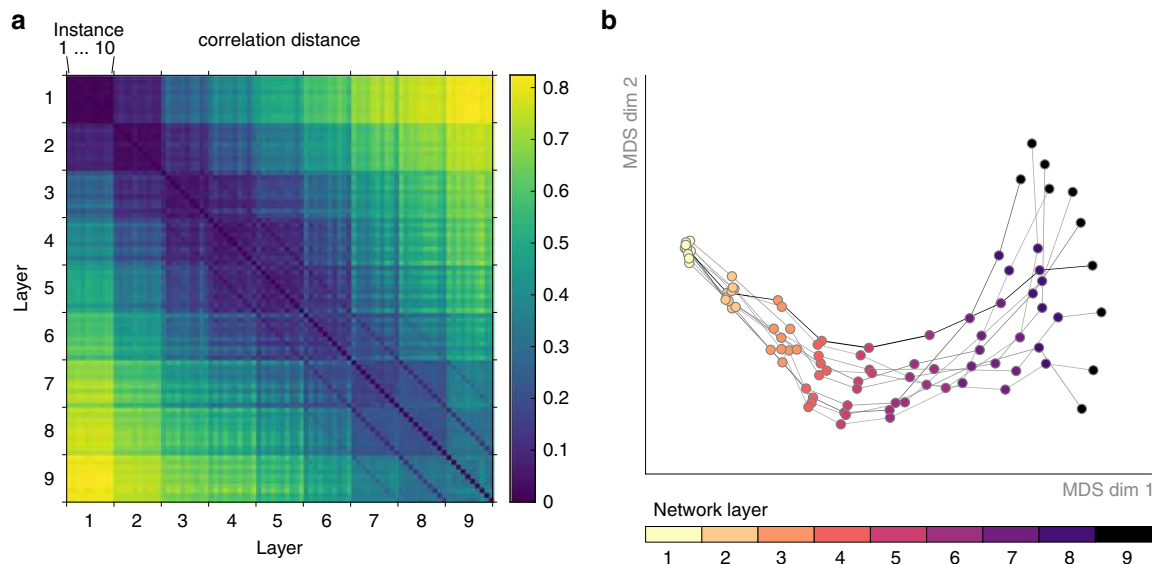 a
Instance
1 ... 10
correlation distance
1
2
3
4
5
6
7
8
9
Layer
1 2 3 4 5 6 7 8 9
Layer
0.8
0.7
0.6
0.5
0.4
0.3
0.2
0.1
0
b
MDS dim 2
MDS dim 1
Network layer
1 2 3 4 5 6 7 8 9